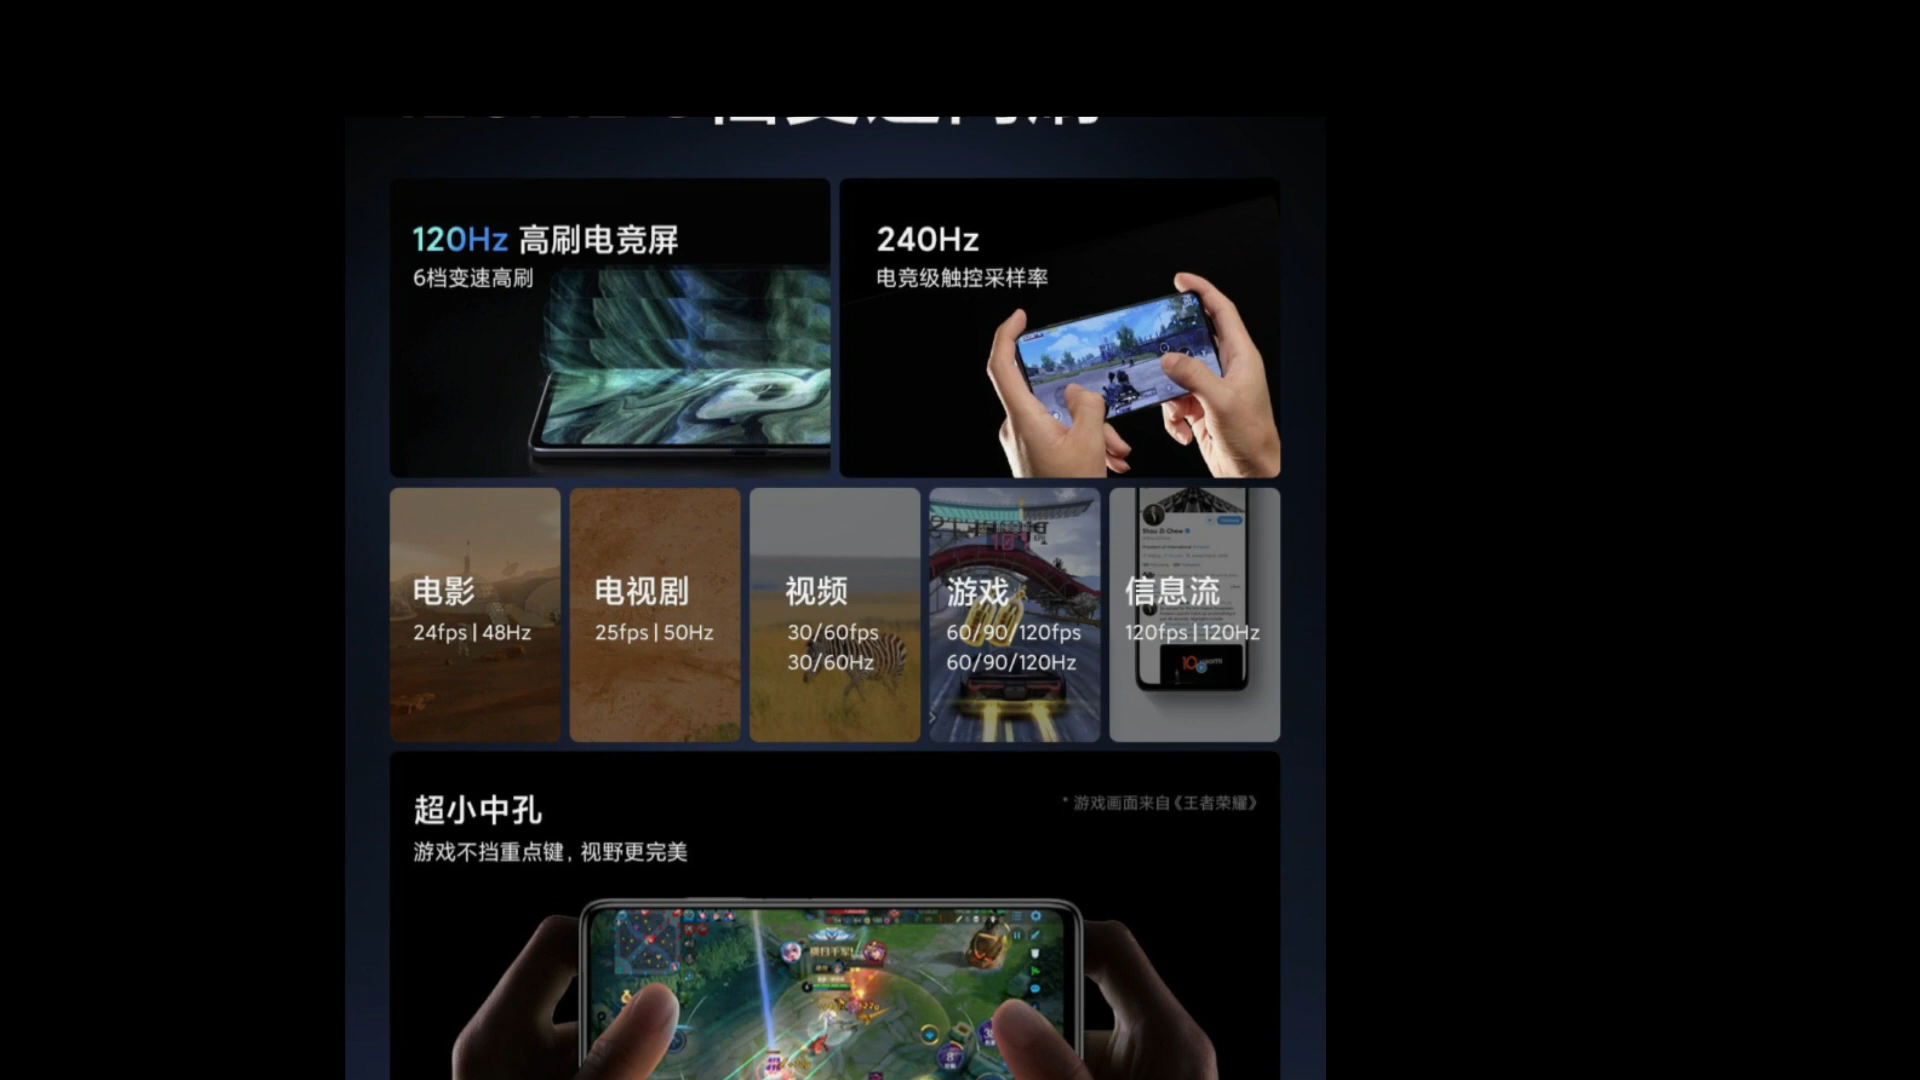 120Hz 高刷电竞屏
6档变速高刷
240Hz
电竞级触控采样率
电影
24fps | 48Hz
电视剧
25fps | 50Hz
视频
30/60fps
30/60Hz
游戏
60/90/120fps
60/90/120Hz
信息流
120fps | 120Hz
超小中孔
游戏不挡重点键，视野更完美
* 游戏画面来自《王者荣耀》